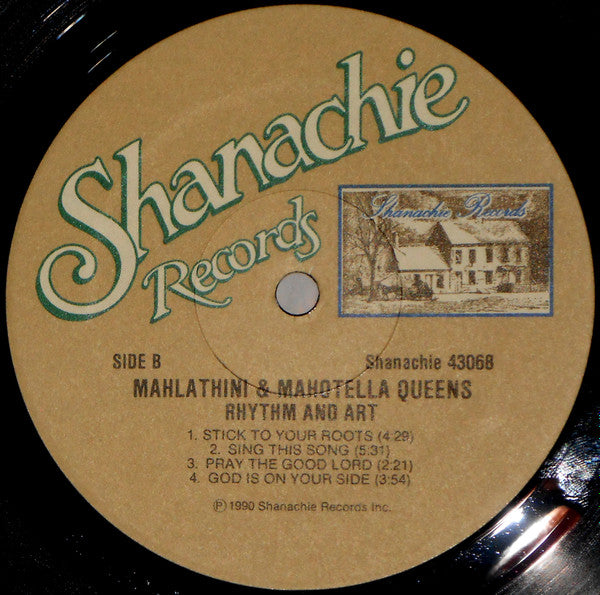 Shanachie
Records
Shanachie Records
SIDE B
Shanachie 43068
MAHLATHINI & MAHOTELLA QUEENS
RHYTHM AND ART
1. STICK TO YOUR ROOTS (4:29)
2. SING THIS SONG (5:31)
3. PRAY THE GOOD LORD (2:21)
4. GOD IS ON YOUR SIDE (3:54)
Ⓟ1990 Shanachie Records Inc.